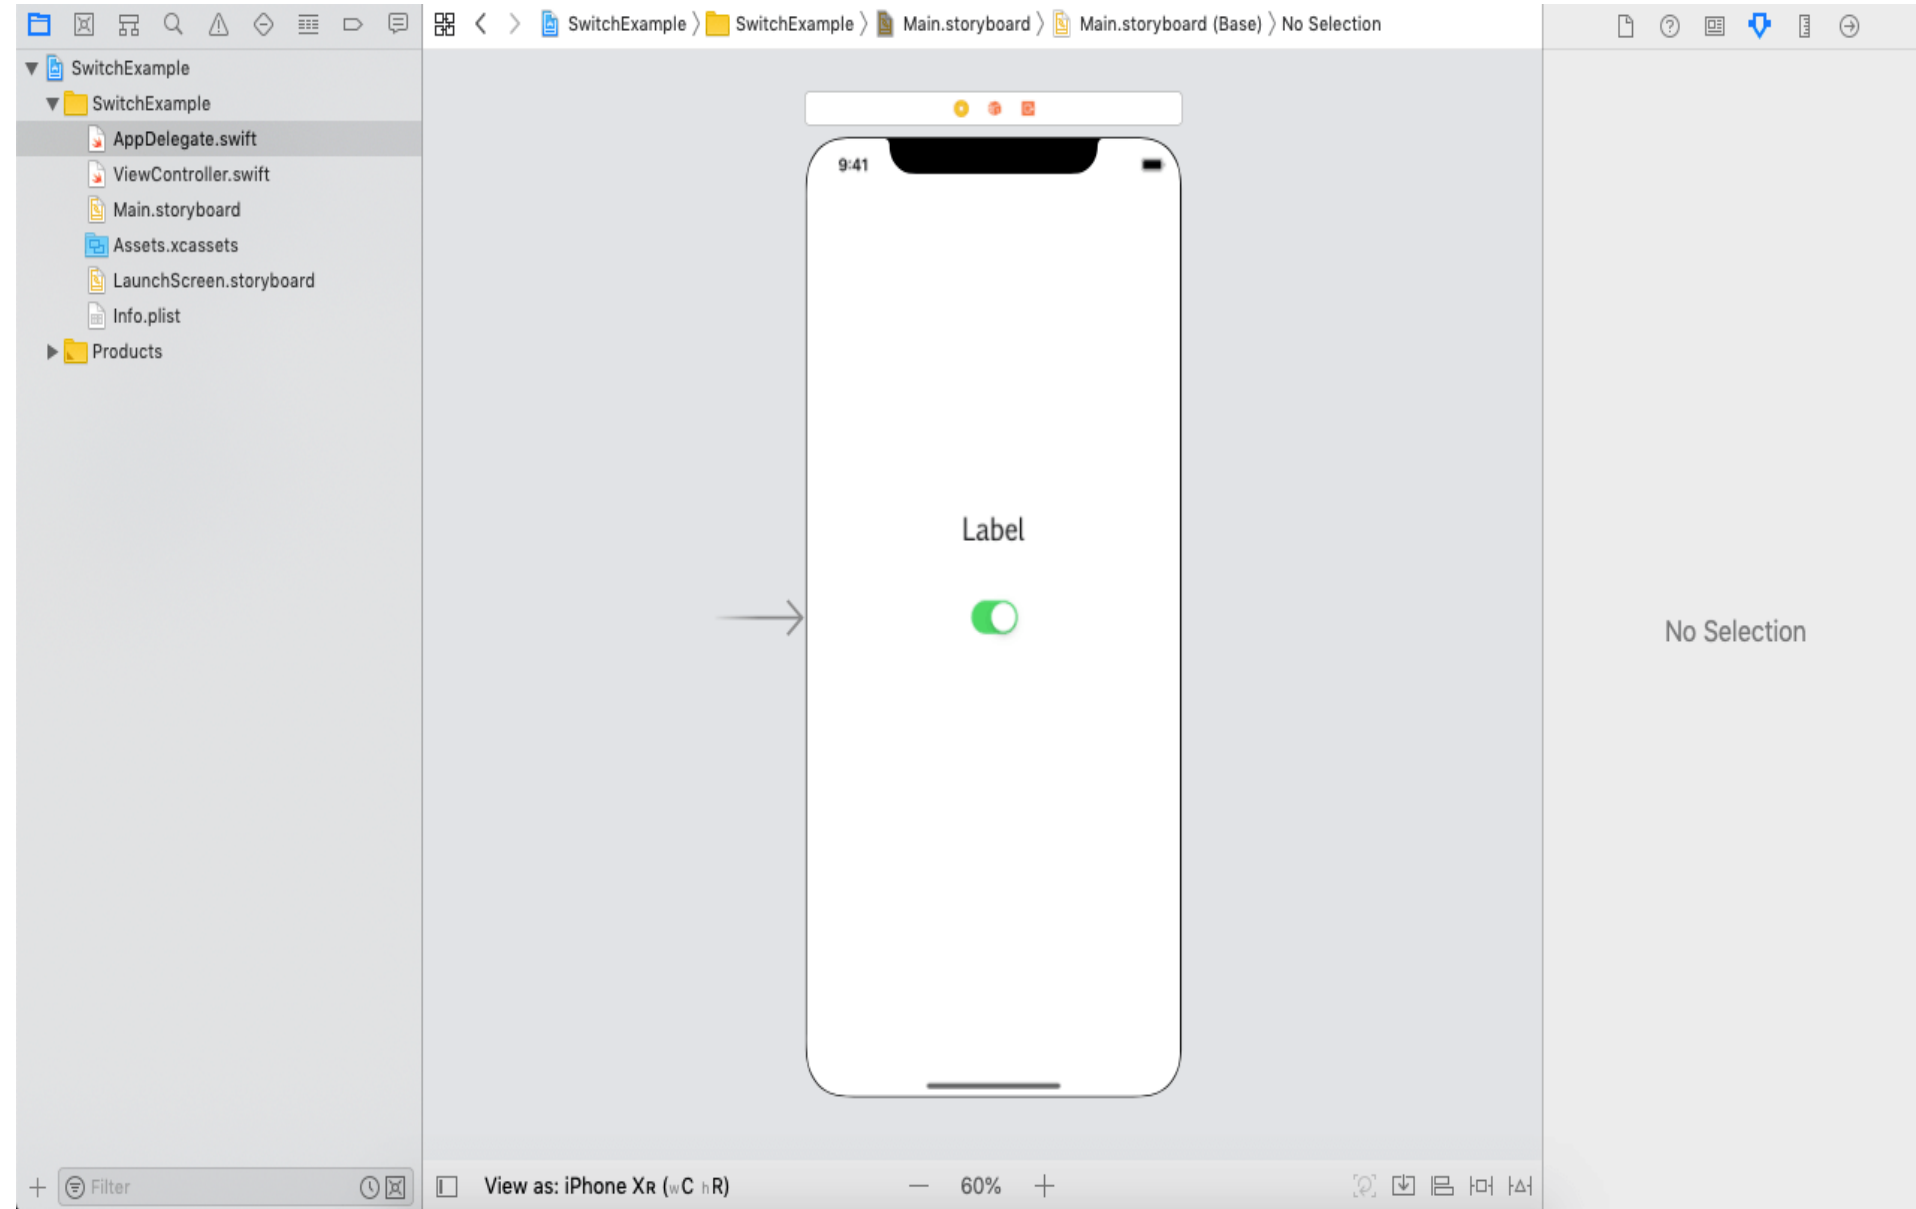 SwitchExample 〉 SwitchExample 〉 Main.storyboard 〉 Main.storyboard (Base) 〉 No Selection
SwitchExample
SwitchExample
AppDelegate.swift
ViewController.swift
Main.storyboard
Assets.xcassets
LaunchScreen.storyboard
Info.plist
Products
9:41
Label
No Selection
Filter
View as: iPhone XR (wC hR)
60%